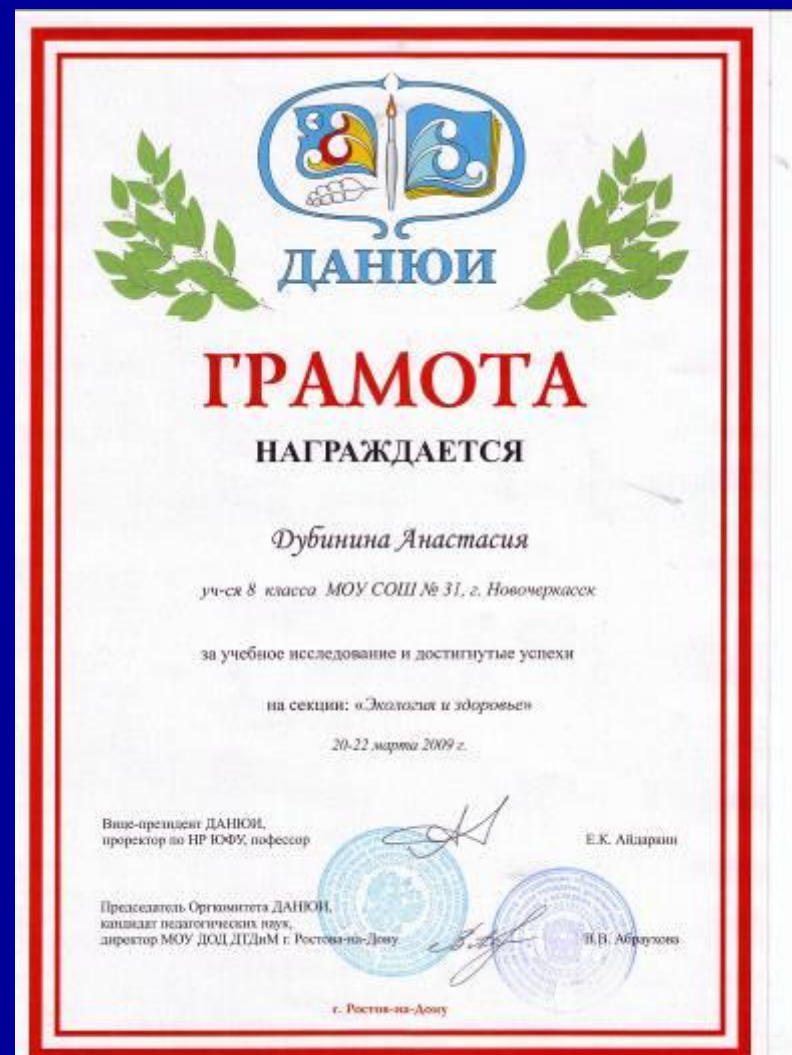 ДАНЮИ
ГРАМОТА
НАГРАЖДАЕТСЯ
Дубинина Анастасия
уч-ся 8 класса МОУ СОШ № 31, г. Новочеркасск
за учебное исследование и достигнутые успехи
на секции: «Экология и здоровье»
20-22 марта 2009 г.
Вице-президент ДАНЮИ,
проректор по НР ЮФУ, пофессор
Е.К. Айдаркин
Председатель Оргкомитета ДАНЮИ,
кандидат педагогических наук,
директор МОУ ДОД ДТДиМ г. Ростова-на-Дону
Абраухова
г. Ростов-на-Дону